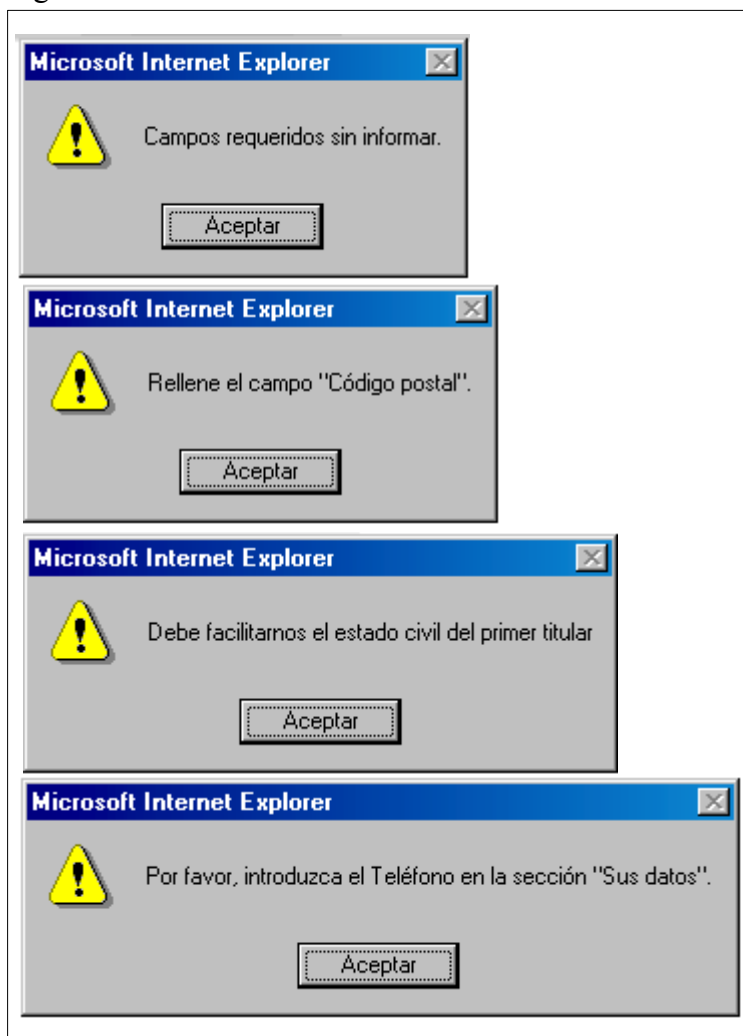 Microsoft Internet Explorer
Campos requeridos sin informar.
Aceptar
Microsoft Internet Explorer
Rellene el campo "Código postal".
Aceptar
Microsoft Internet Explorer
Debe facilitarnos el estado civil del primer titular
Aceptar
Microsoft Internet Explorer
Por favor, introduzca el Teléfono en la sección "Sus datos".
Aceptar